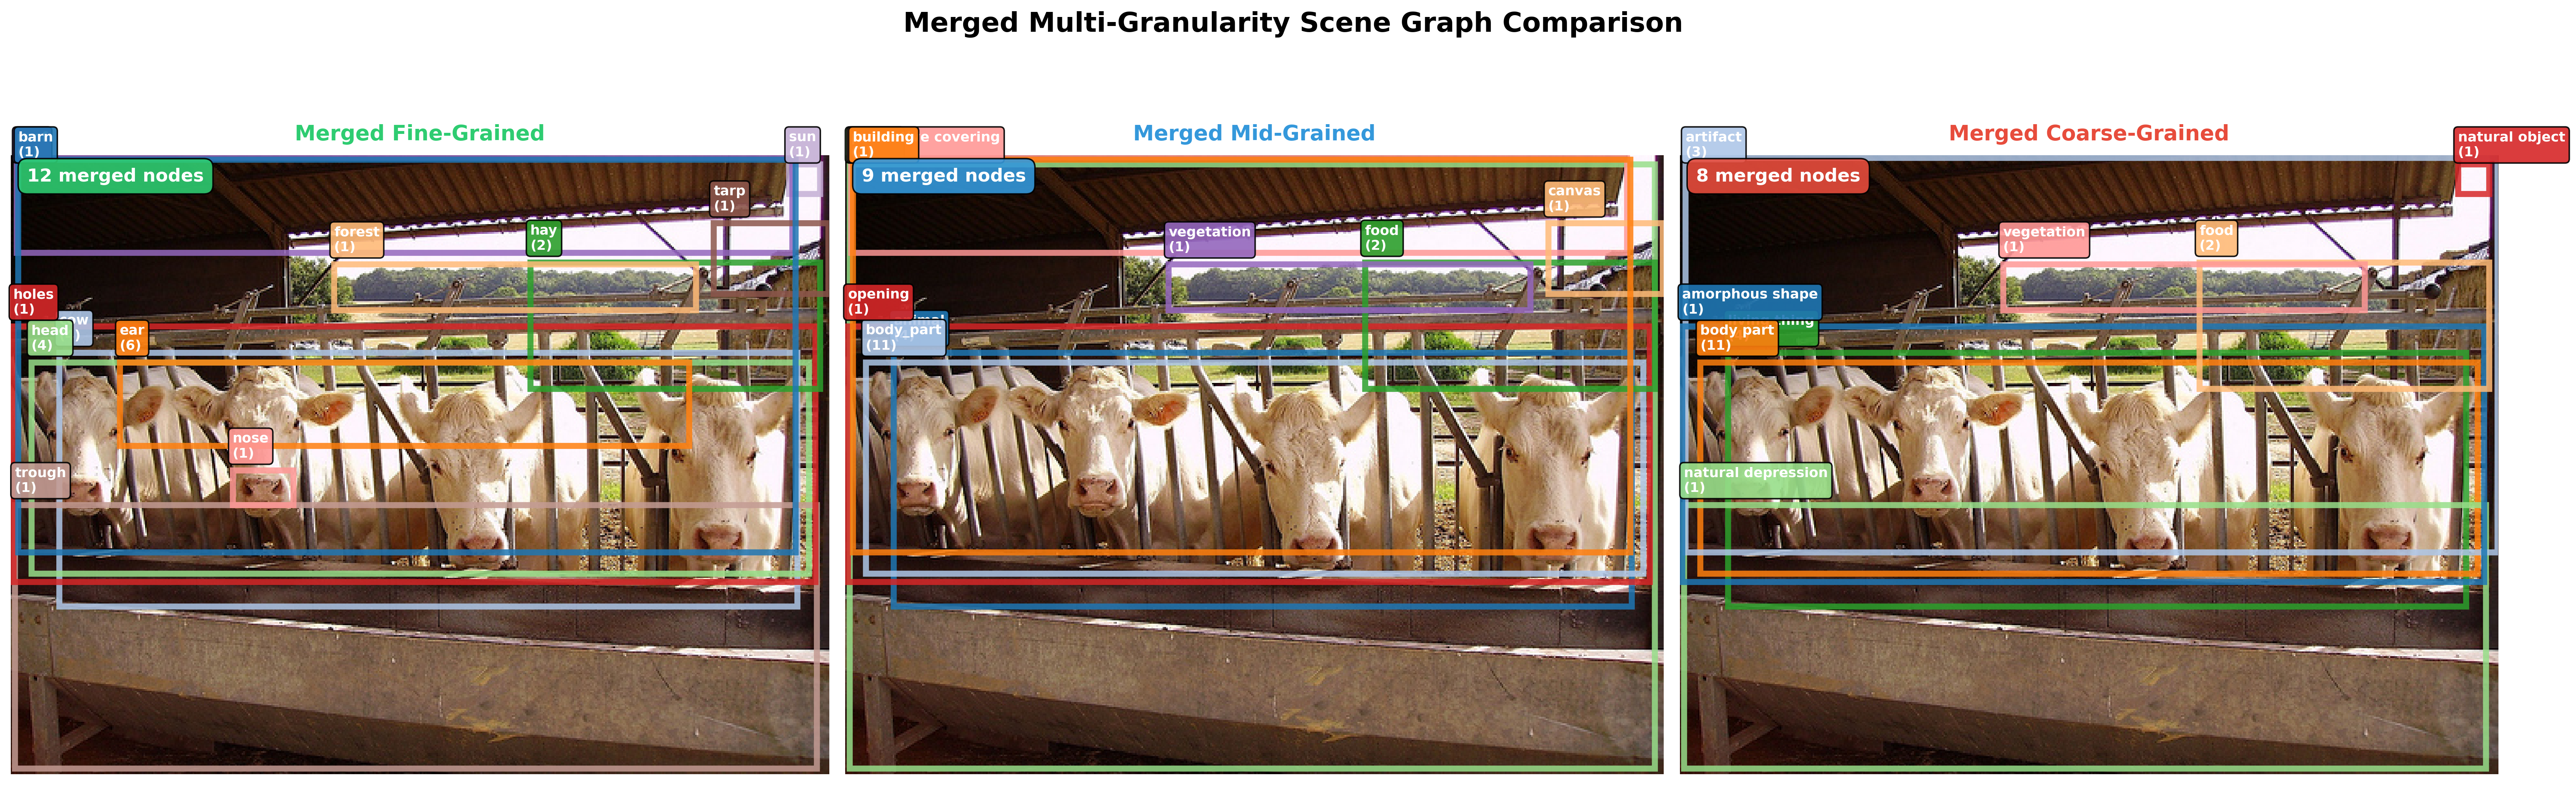 Merged Multi-Granularity Scene Graph Comparison
Merged Fine-Grained
barn
(1)
sun
(1)
12 merged nodes
tarp
(1)
forest
(1)
hay
(2)
holes
(1)
head
(4)
ear
(6)
nose
(1)
trough
(1)
Merged Mid-Grained
building
(1)
covering
9 merged nodes
canvas
(1)
vegetation
(1)
food
(2)
opening
(1)
body_part
(11)
Merged Coarse-Grained
artifact
(3)
natural object
(1)
8 merged nodes
vegetation
(1)
food
(2)
amorphous shape
(1)
body part
(11)
natural depression
(1)